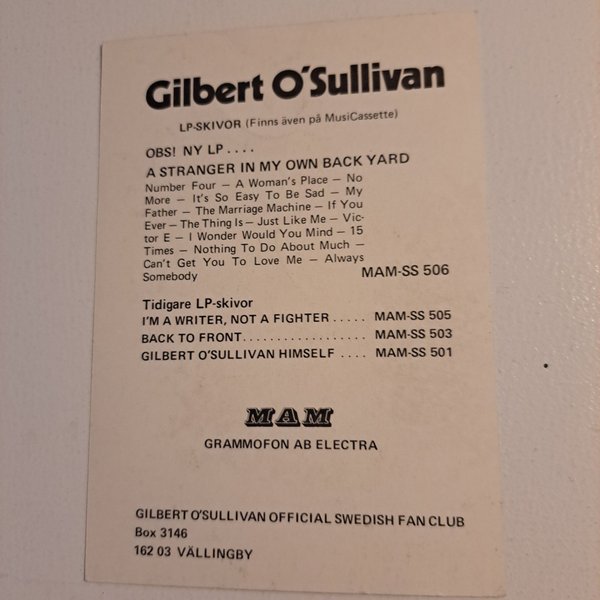 Gilbert O'Sullivan
LP-SKIVOR (Finns även på MusiCassette)
OBS! NY LP . . . .
A STRANGER IN MY OWN BACK YARD
Number Four — A Woman's Place — No
More — It's So Easy To Be Sad — My
Father — The Marriage Machine — If You
Ever — The Thing Is — Just Like Me — Vic-
tor E — I Wonder Would You Mind — 15
Times — Nothing To Do About Much —
Can't Get You To Love Me — Always
Somebody MAM-SS 506
Tidigare LP-skivor
I'M A WRITER, NOT A FIGHTER . . . . . MAM-SS 505
BACK TO FRONT. . . . . . . . . . . . . . . . . . MAM-SS 503
GILBERT O'SULLIVAN HIMSELF . . . . MAM-SS 501
MAM
GRAMMOFON AB ELECTRA
GILBERT O'SULLIVAN OFFICIAL SWEDISH FAN CLUB
Box 3146
162 03 VÄLLINGBY